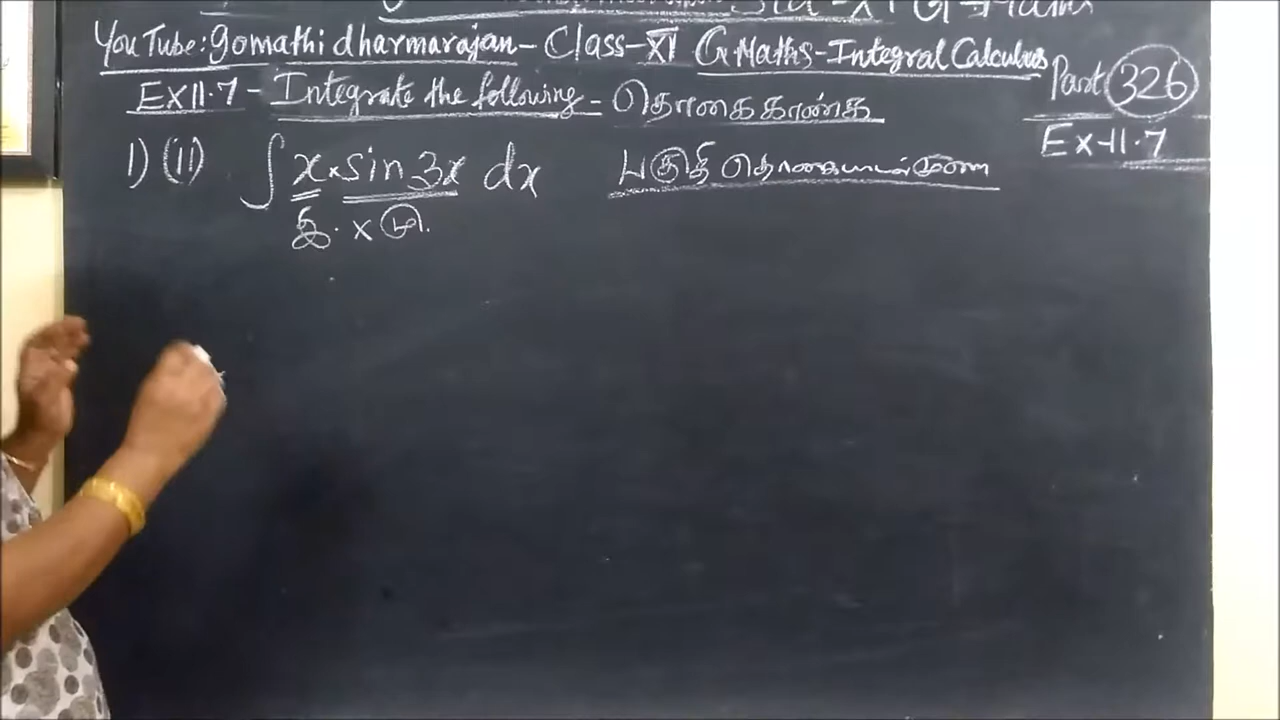 YouTube: gomathi dharmarajan - Class - XI G Maths - Integral Calculus
Ex 11.7 - Integrate the following - தொகை காண்க
Part 326
Ex - 11.7
1) (ii) ∫ x × sin 3x dx பகுதி
இ. x மு.